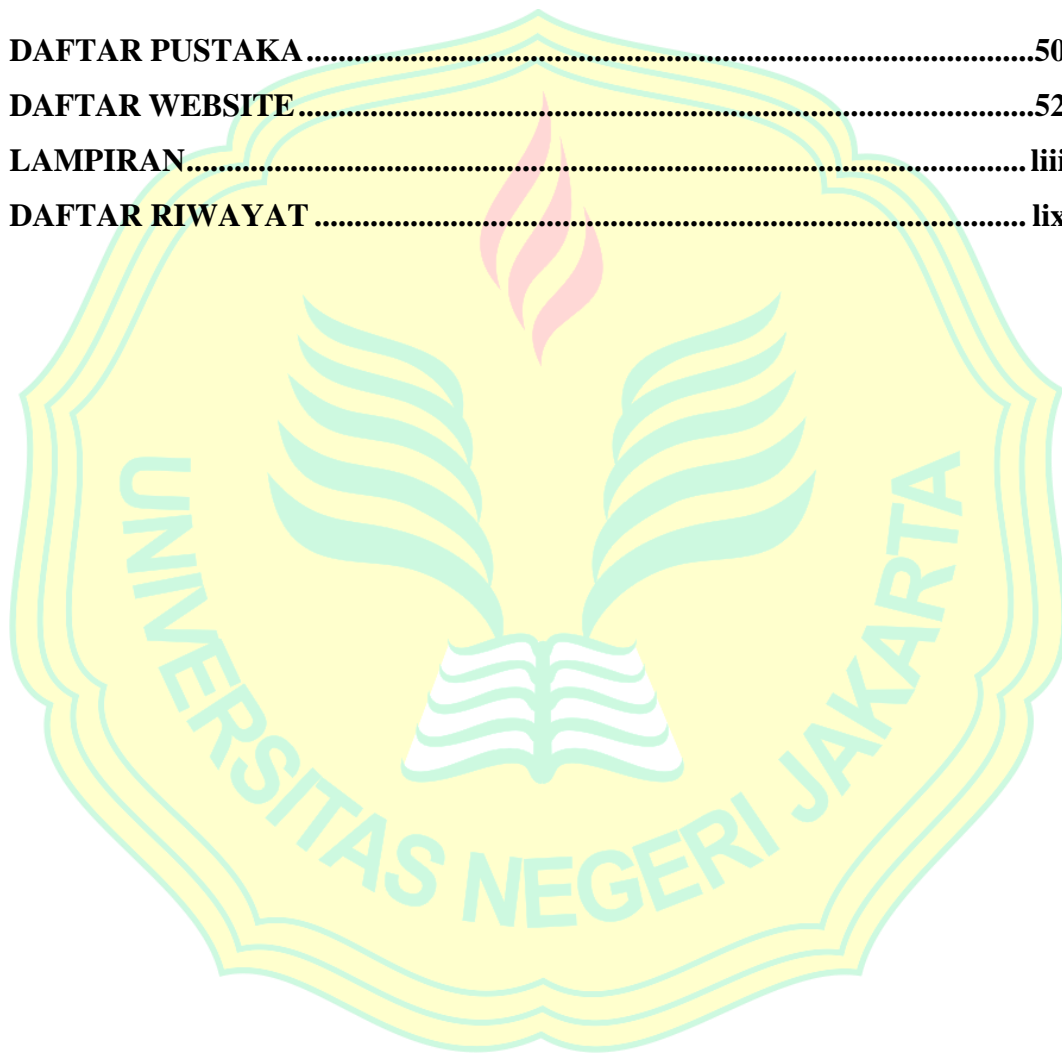 DAFTAR PUSTAKA...........................................................................................50
DAFTAR WEBSITE...........................................................................................52
LAMPIRAN........................................................................................................ liii
DAFTAR RIWAYAT ......................................................................................... lix
UNIVERSITAS NEGERI JAKARTA